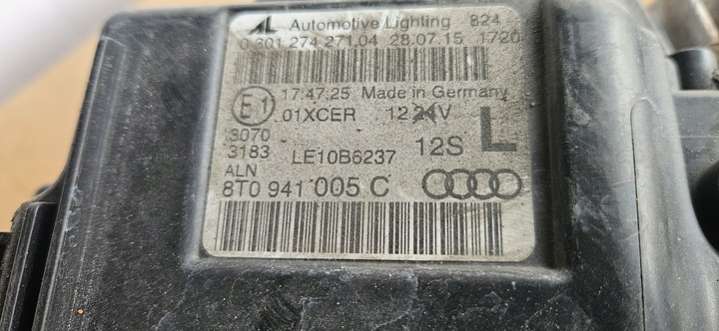 AL Automotive Lighting 824
0 601 274 271.04 28.07.15 1720
17:47:25 Made in Germany
E1 01XCER 12 24V
3070
3183 LE10B6237 12S L
ALN
8T0 941 005 C